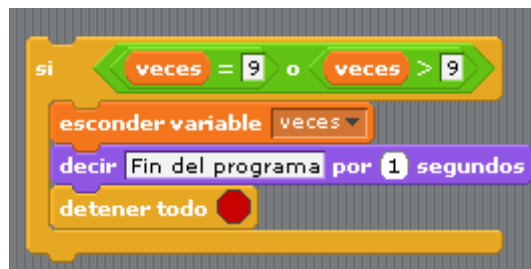 si veces = 9 o veces > 9
esconder variable veces
decir Fin del programa por 1 segundos
detener todo